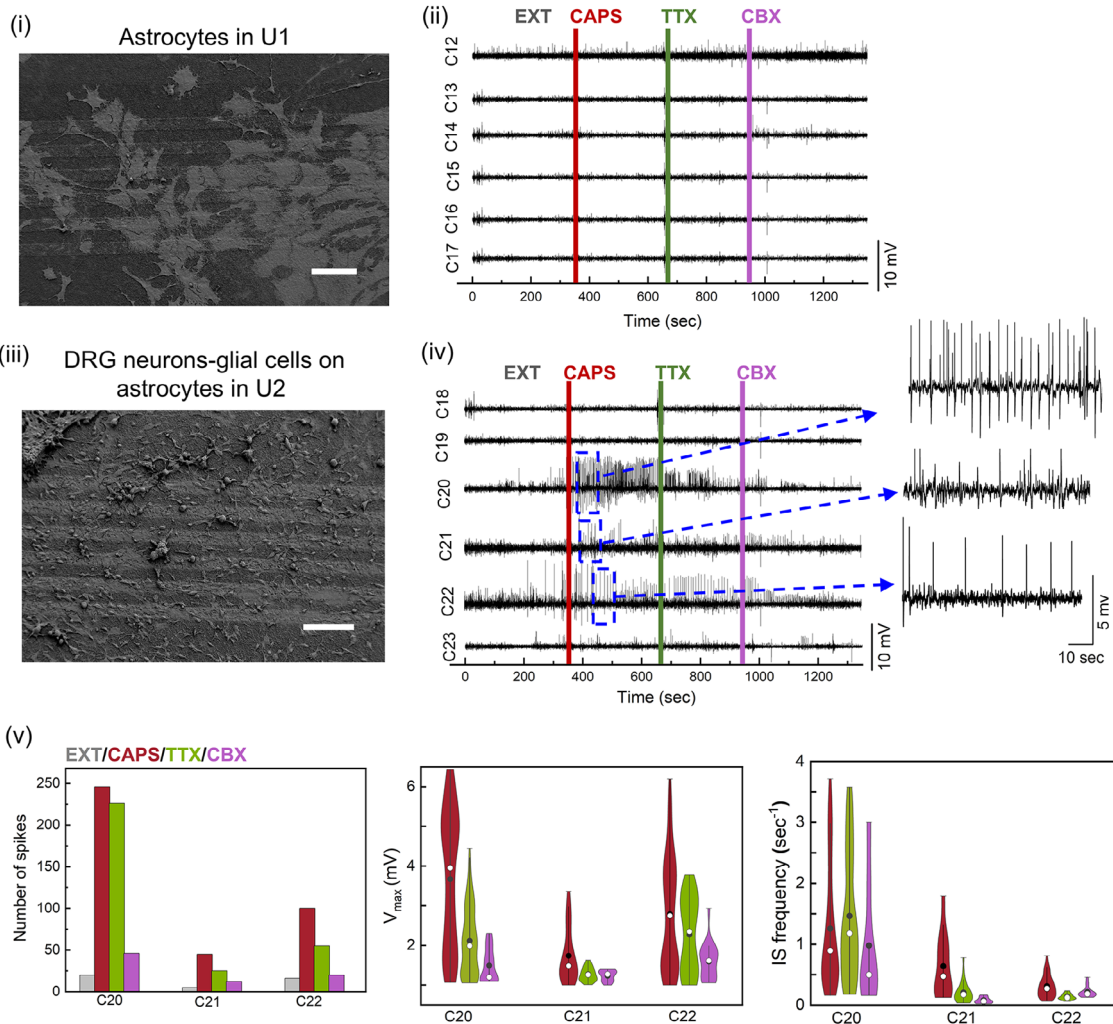 (i)
Astrocytes in U1
(ii)
EXT CAPS TTX CBX
C12
C13
C14
C15
C16
C17
0 200 400 600 800 1000 1200
Time (sec)
10 mV
(iii)
DRG neurons-glial cells on
astrocytes in U2
(iv)
EXT CAPS TTX CBX
C18
C19
C20
C21
C22
C23
0 200 400 600 800 1000 1200
Time (sec)
10 mV
5 mv
10 sec
(v)
EXT/CAPS/TTX/CBX
Number of spikes
250
200
150
100
50
0
C20 C21 C22
Vmax (mV)
6
4
2
C20 C21 C22
IS frequency (sec-1)
4
3
2
1
0
C20 C21 C22